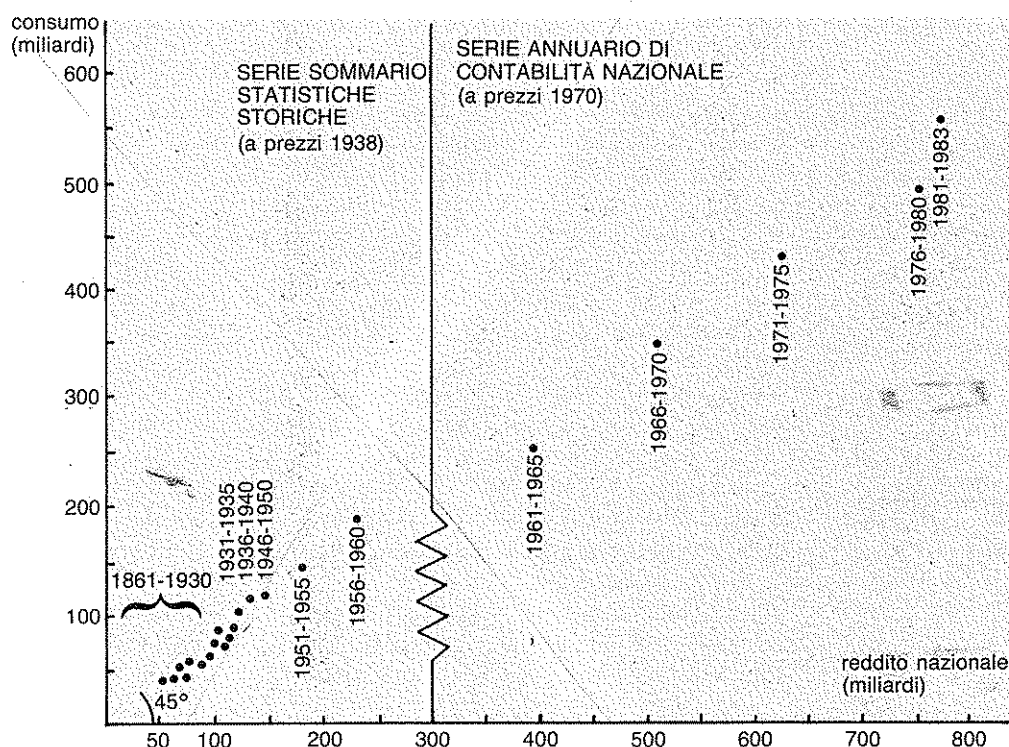 consumo
(miliardi)
SERIE SOMMARIO
STATISTICHE
STORICHE
(a prezzi 1938)
SERIE ANNUARIO DI
CONTABILITÀ NAZIONALE
(a prezzi 1970)
600
500
400
300
200
100
1861-1930
1931-1935
1936-1940
1946-1950
1951-1955
1956-1960
1961-1965
1966-1970
1971-1975
1976-1980
1981-1983
45°
reddito nazionale
(miliardi)
50 100 200 300 400 500 600 700 800